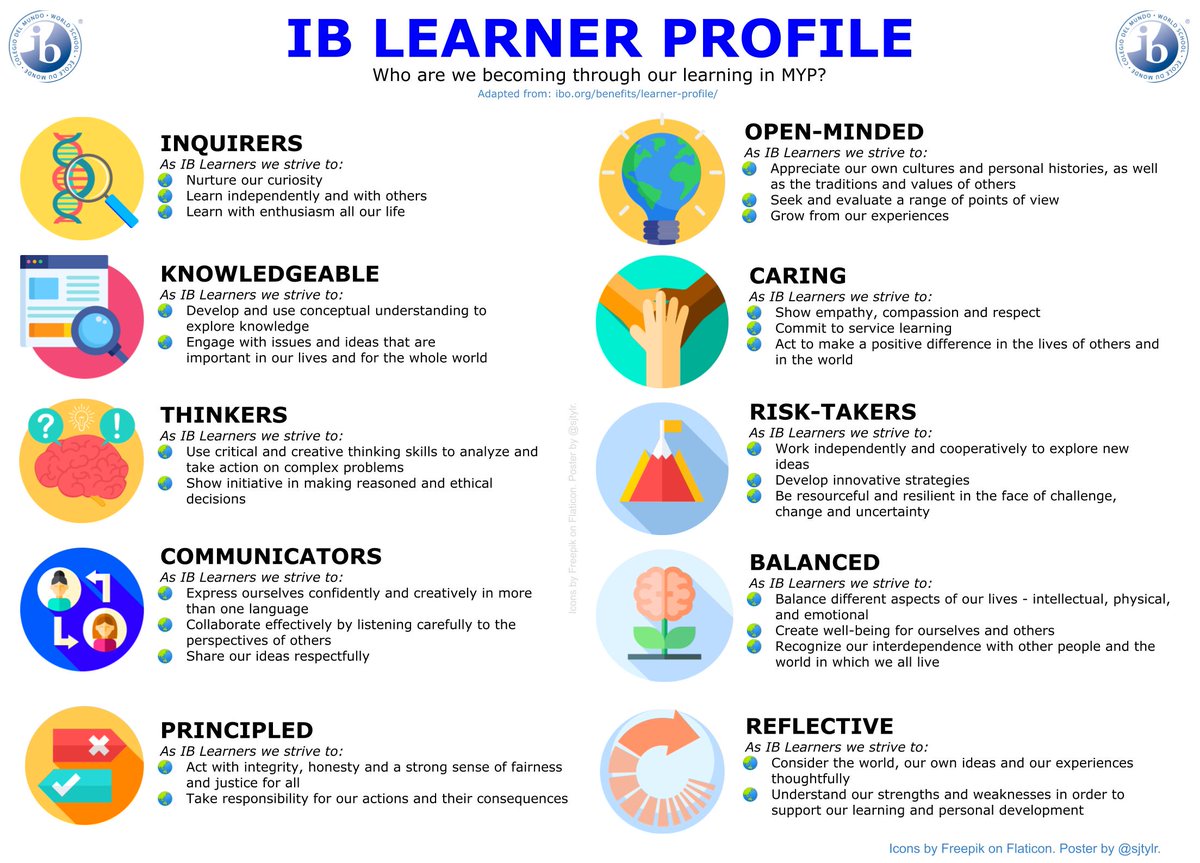 IB LEARNER PROFILE
Who are we becoming through our learning in MYP?
Adapted from: ibo.org/benefits/learner-profile/
COLEGIO DEL MUNDO • WORLD SCHOOL • ECOLE DU MONDE •
ib
®
COLEGIO DEL MUNDO • WORLD SCHOOL • ECOLE DU MONDE •
ib
®
INQUIRERS
As IB Learners we strive to:
Nurture our curiosity
Learn independently and with others
Learn with enthusiasm all our life
KNOWLEDGEABLE
As IB Learners we strive to:
Develop and use conceptual understanding to
explore knowledge
Engage with issues and ideas that are
important in our lives and for the whole world
?
!
THINKERS
As IB Learners we strive to:
Use critical and creative thinking skills to analyze and
take action on complex problems
Show initiative in making reasoned and ethical
decisions
COMMUNICATORS
As IB Learners we strive to:
Express ourselves confidently and creatively in more
than one language
Collaborate effectively by listening carefully to the
perspectives of others
Share our ideas respectfully
PRINCIPLED
As IB Learners we strive to:
Act with integrity, honesty and a strong sense of fairness
and justice for all
Take responsibility for our actions and their consequences
Icons by Freepik on Flaticon. Poster by @sjtylr.
OPEN-MINDED
As IB Learners we strive to:
Appreciate our own cultures and personal histories, as well
as the traditions and values of others
Seek and evaluate a range of points of view
Grow from our experiences
CARING
As IB Learners we strive to:
Show empathy, compassion and respect
Commit to service learning
Act to make a positive difference in the lives of others and
in the world
RISK-TAKERS
As IB Learners we strive to:
Work independently and cooperatively to explore new
ideas
Develop innovative strategies
Be resourceful and resilient in the face of challenge,
change and uncertainty
BALANCED
As IB Learners we strive to:
Balance different aspects of our lives - intellectual, physical,
and emotional
Create well-being for ourselves and others
Recognize our interdependence with other people and the
world in which we all live
REFLECTIVE
As IB Learners we strive to:
Consider the world, our own ideas and our experiences
thoughtfully
Understand our strengths and weaknesses in order to
support our learning and personal development
Icons by Freepik on Flaticon. Poster by @sjtylr.